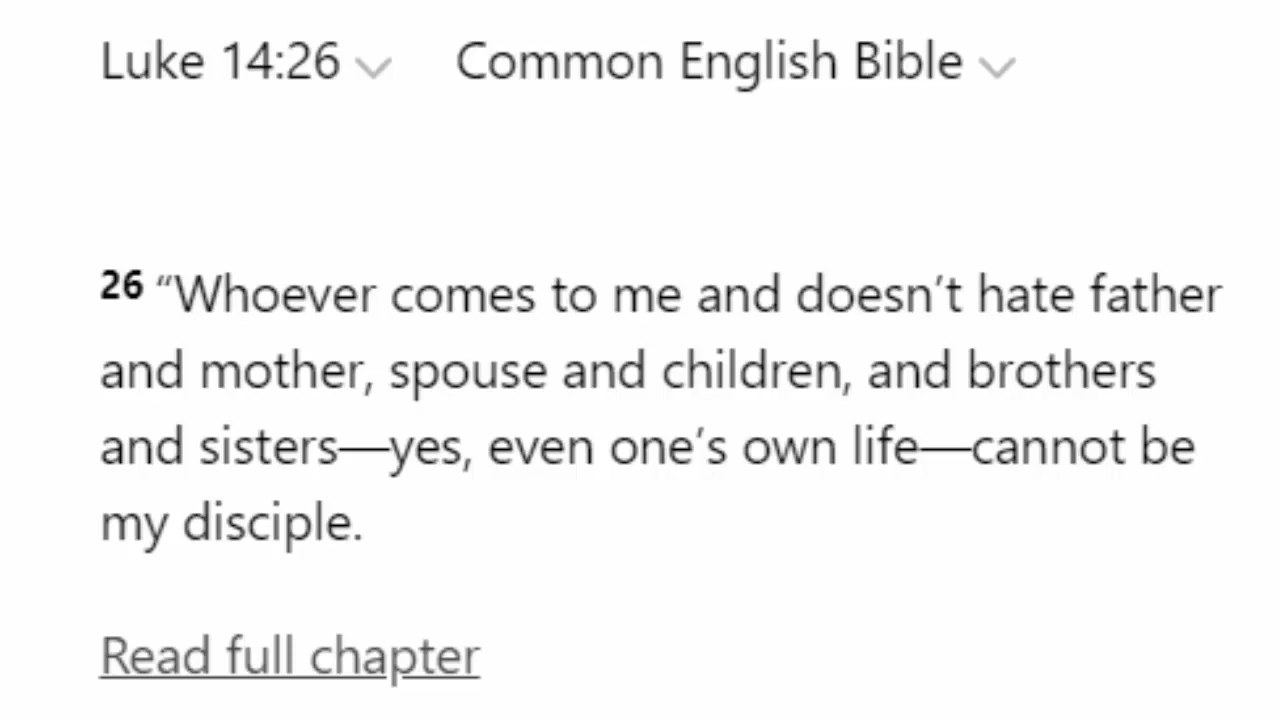 Luke 14:26 Common English Bible
26 “Whoever comes to me and doesn’t hate father
and mother, spouse and children, and brothers
and sisters—yes, even one’s own life—cannot be
my disciple.
Read full chapter